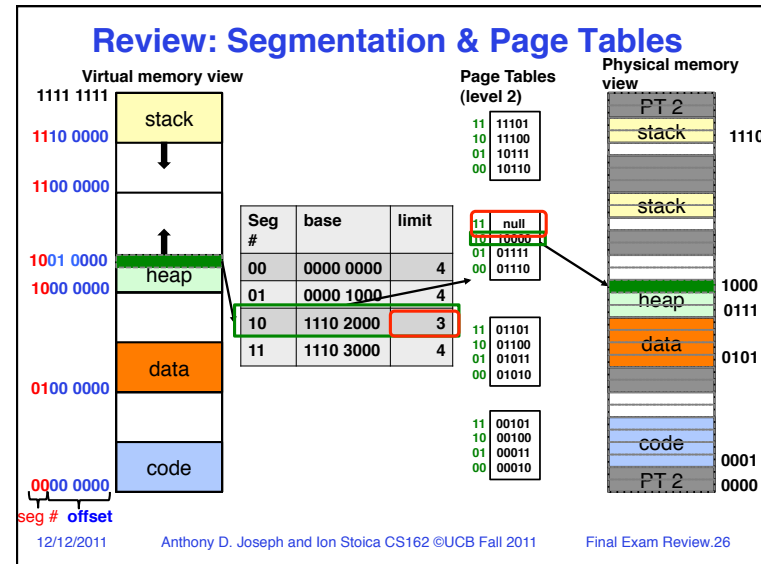 Review: Segmentation & Page Tables
Virtual memory view
Page Tables
(level 2)
Physical memory
view
1111 1111
stack
1110 0000
1100 0000
1001 0000
heap
1000 0000
data
0100 0000
code
0000 0000
seg # offset
Seg # base limit
00 0000 0000 4
01 0000 1000 4
10 1110 2000 3
11 1110 3000 4
11 11101
10 11100
01 10111
00 10110
11 null
10 10000
01 01111
00 01110
11 01101
10 01100
01 01011
00 01010
11 00101
10 00100
01 00011
00 00010
PT 2
stack
1110
stack
1000
heap
0111
data
0101
code
0001
PT 2
0000
12/12/2011 Anthony D. Joseph and Ion Stoica CS162 ©UCB Fall 2011 Final Exam Review.26